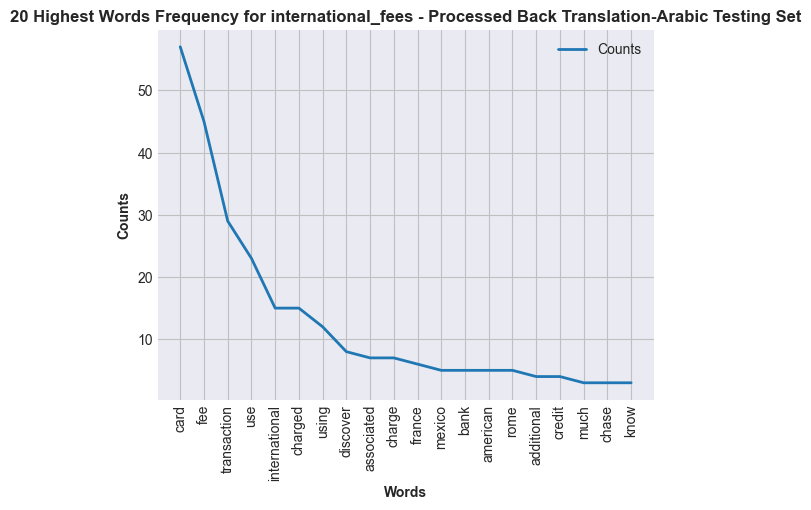 20 Highest Words Frequency for international_fees - Processed Back Translation-Arabic Testing Set
Counts
Counts
50
40
30
20
10
card
fee
transaction
use
international
charged
using
discover
associated
charge
france
mexico
bank
american
rome
additional
credit
much
chase
know
Words